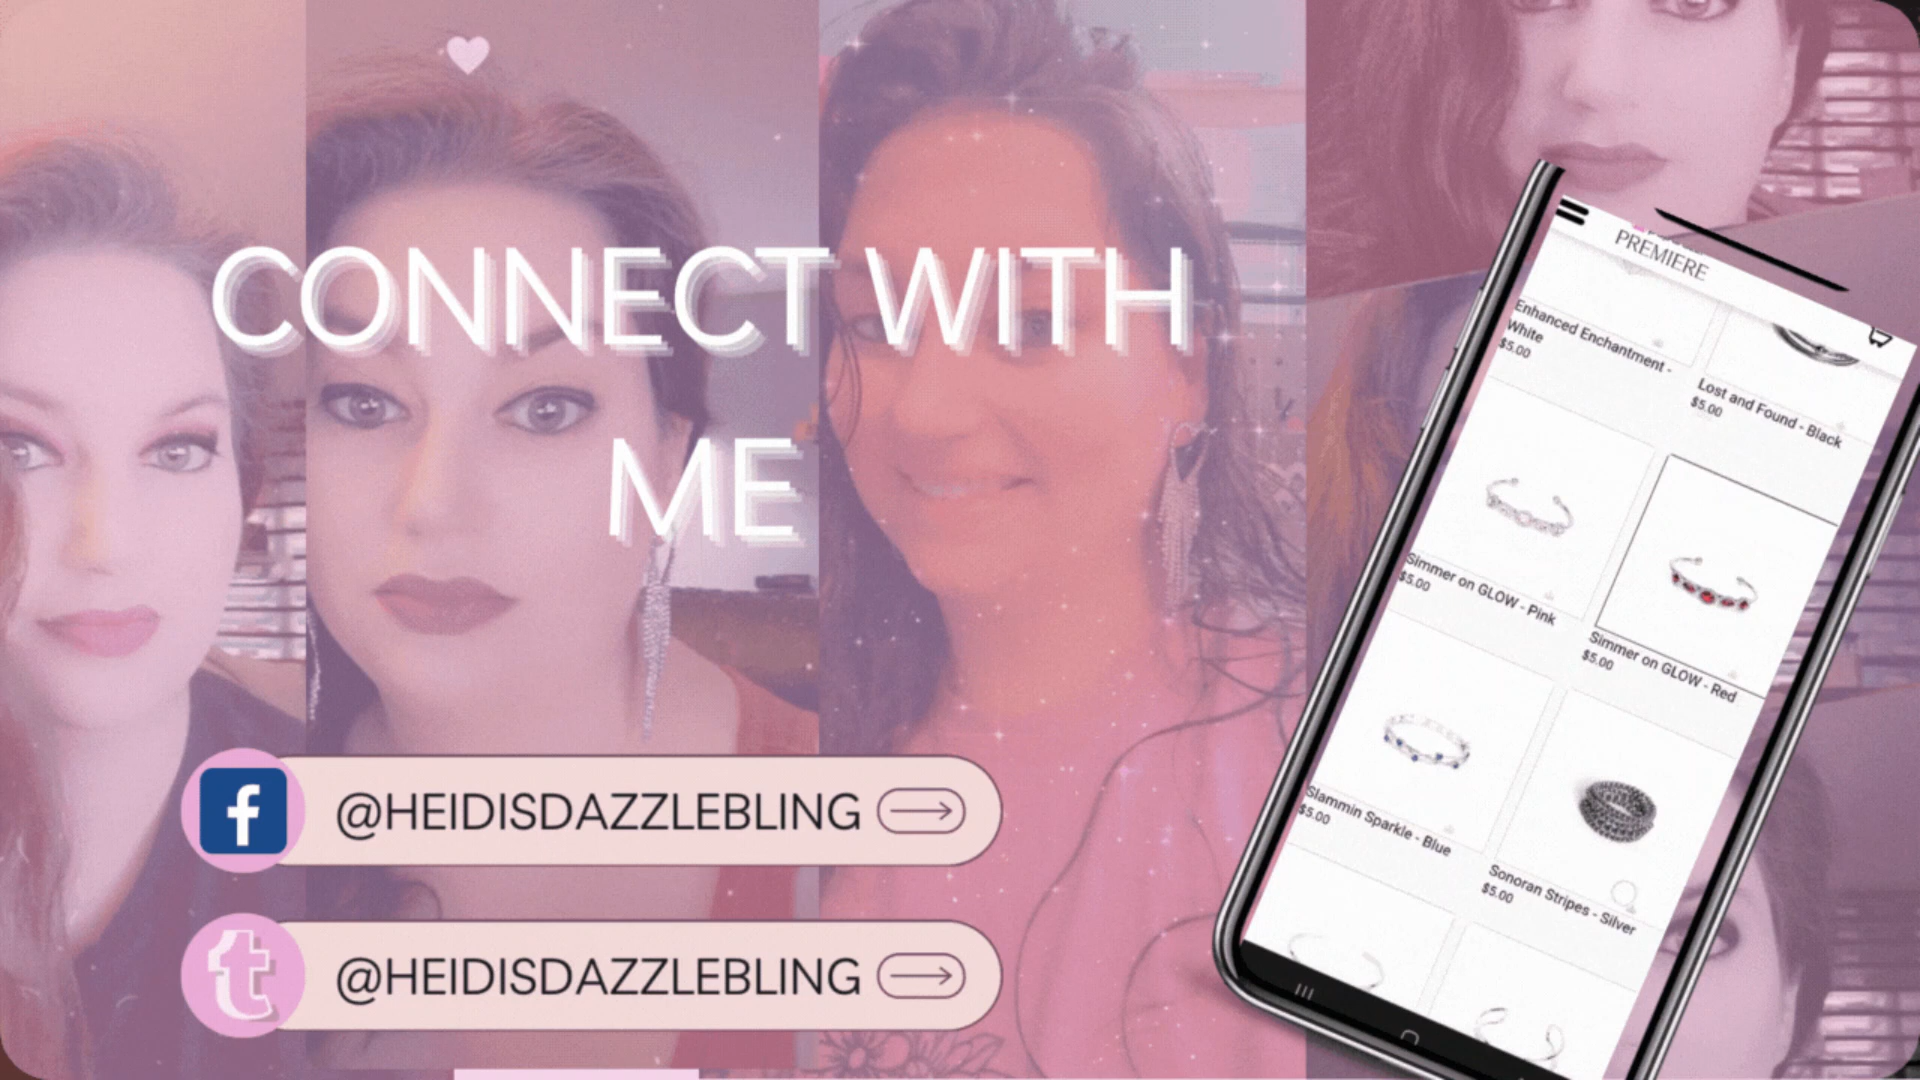 CONNECT WITH
ME
f @HEIDISDAZZLEBLING
t @HEIDISDAZZLEBLING
PREMIERE
Enhanced Enchantment -
White
$5.00
Lost and Found - Black
$5.00
Simmer on GLOW - Pink
$5.00
Simmer on GLOW - Red
$5.00
Slammin Sparkle - Blue
$5.00
Sonoran Stripes - Silver
$5.00